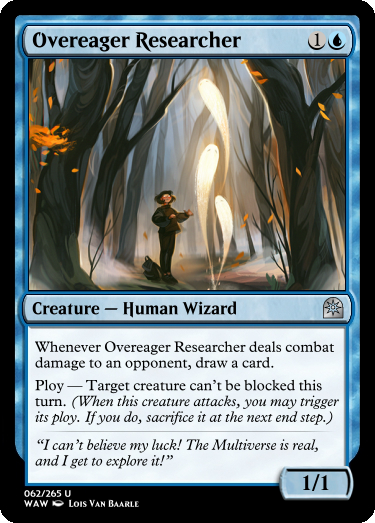 Overeager Researcher 1
Creature — Human Wizard
Whenever Overeager Researcher deals combat
damage to an opponent, draw a card.
Ploy — Target creature can't be blocked this
turn. (When this creature attacks, you may trigger
its ploy. If you do, sacrifice it at the next end step.)
“I can't believe my luck! The Multiverse is real,
and I get to explore it!”
1/1
062/265 U
WAW Lois Van Baarle